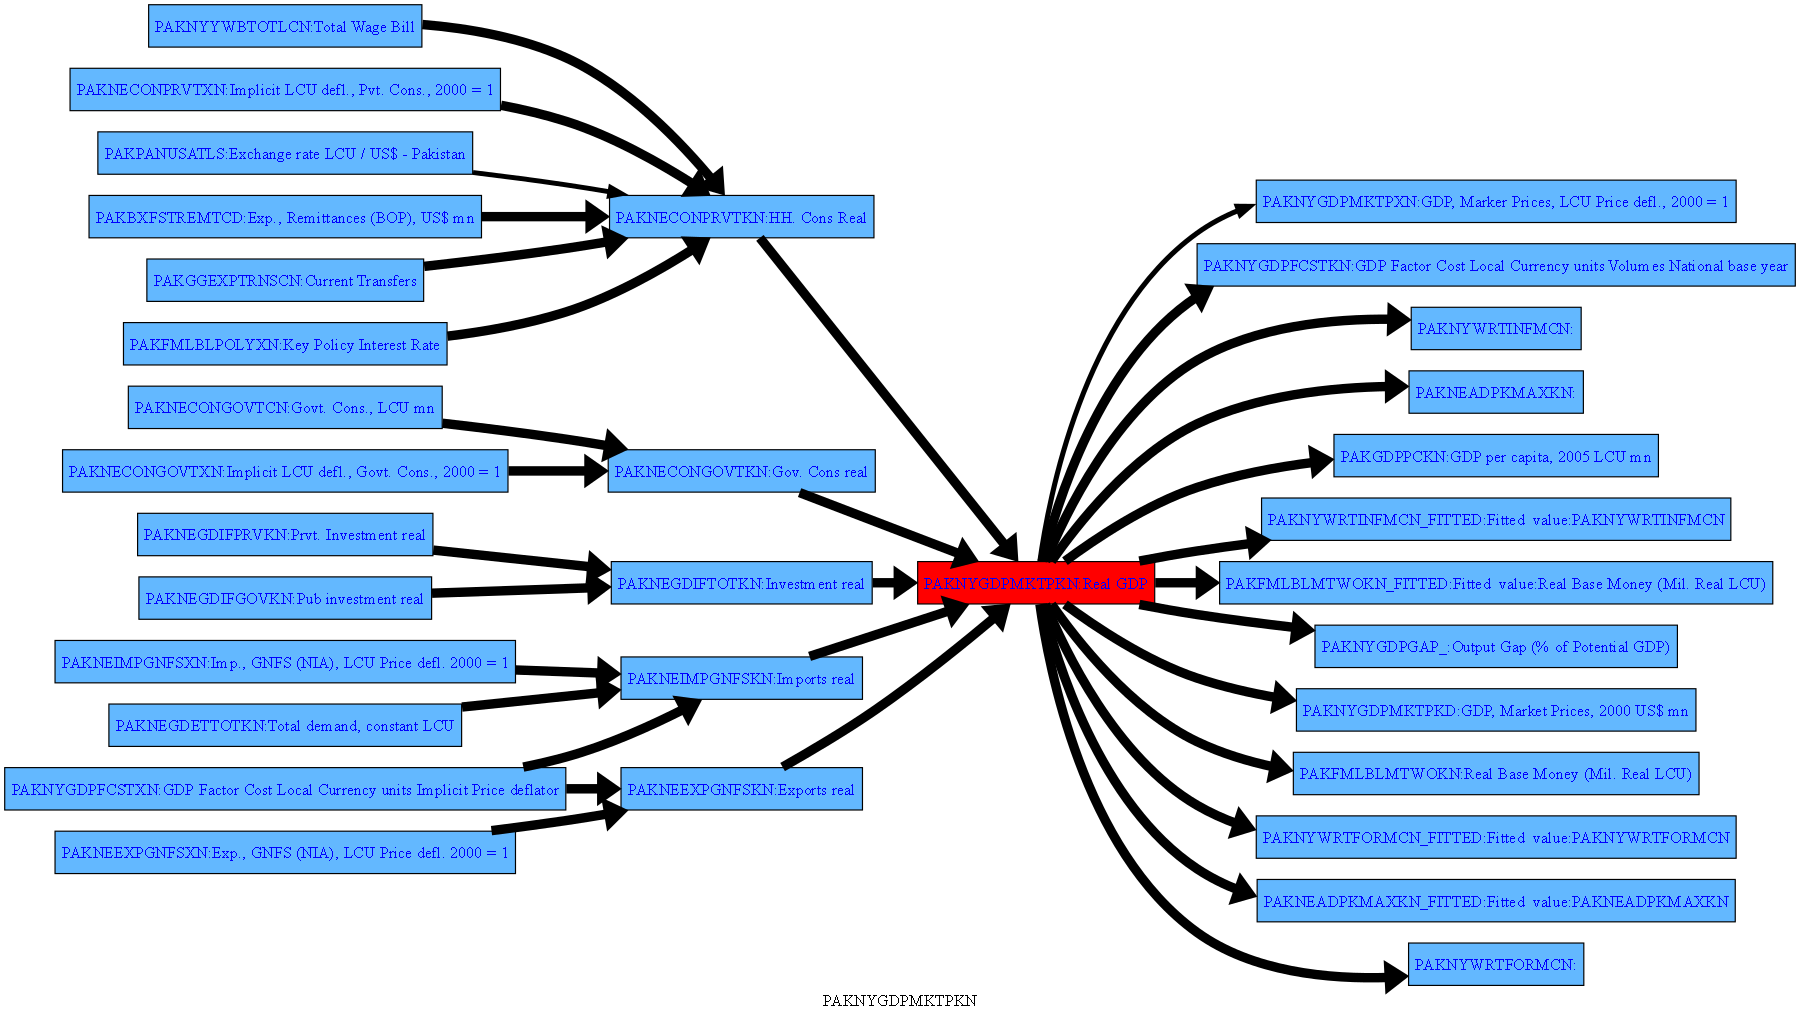 PAKNYYWBTOTLCN:Total Wage Bill
PAKNECONPRVTXN:Implicit LCU defl., Pvt. Cons., 2000 = 1
PAKPANUSATLS:Exchange rate LCU / US$ - Pakistan
PAKBXFSTREMTCD:Exp., Remittances (BOP), US$ mn
PAKGGEXPTRNSCN:Current Transfers
PAKFMLBLPOLYXN:Key Policy Interest Rate
PAKNECONGOVTCN:Govt. Cons., LCU mn
PAKNECONGOVTXN:Implicit LCU defl., Govt. Cons., 2000 = 1
PAKNEGDIFPRVKN:Prvt. Investment real
PAKNEGDIFGOVKN:Pub investment real
PAKNEIMPGNFSXN:Imp., GNFS (NIA), LCU Price defl. 2000 = 1
PAKNEGDETTOTKN:Total demand, constant LCU
PAKNYGDPFCSTXN:GDP Factor Cost Local Currency units Implicit Price deflator
PAKNEEXPGNFSXN:Exp., GNFS (NIA), LCU Price defl. 2000 = 1
PAKNECONPRVTKN:HH. Cons Real
PAKNECONGOVTKN:Gov. Cons real
PAKNEGDIFTOTKN:Investment real
PAKNEIMPGNFSKN:Imports real
PAKNEEXPGNFSKN:Exports real
PAKNYGDPMKTPKN:Real GDP
PAKNYGDPMKTPXN:GDP, Marker Prices, LCU Price defl., 2000 = 1
PAKNYGDPFCSTKN:GDP Factor Cost Local Currency units Volumes National base year
PAKNYWRTINFMCN:
PAKNEADPKMAXKN:
PAKGDPPCKN:GDP per capita, 2005 LCU mn
PAKNYWRTINFMCN_FITTED:Fitted value:PAKNYWRTINFMCN
PAKFMLBLMTWOKN_FITTED:Fitted value:Real Base Money (Mil. Real LCU)
PAKNYGDPGAP_:Output Gap (% of Potential GDP)
PAKNYGDPMKTPKD:GDP, Market Prices, 2000 US$ mn
PAKFMLBLMTWOKN:Real Base Money (Mil. Real LCU)
PAKNYWRTFORMCN_FITTED:Fitted value:PAKNYWRTFORMCN
PAKNEADPKMAXKN_FITTED:Fitted value:PAKNEADPKMAXKN
PAKNYWRTFORMCN:
PAKNYGDPMKTPKN